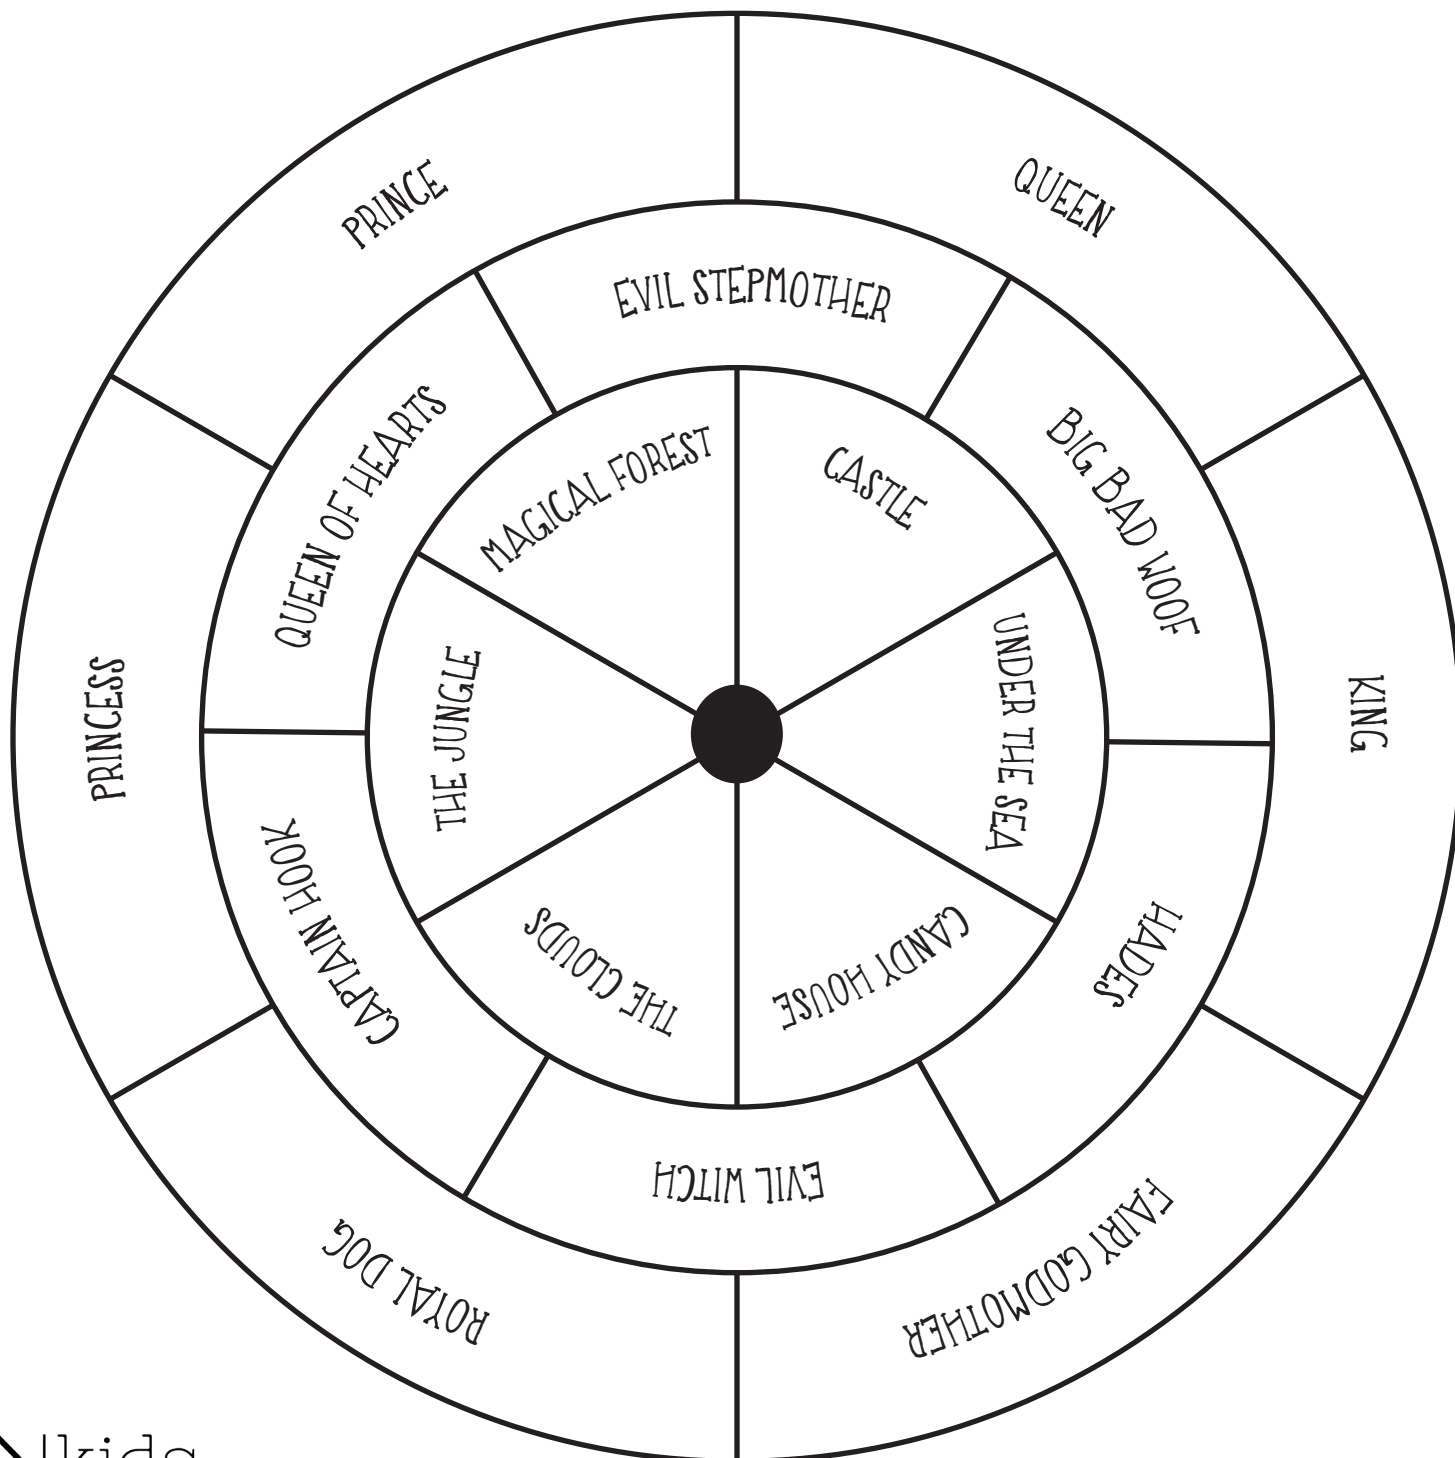 PRINCE
QUEEN
KING
FAIRY GODMOTHER
ROYAL DOG
PRINCESS
EVIL STEPMOTHER
BIG BAD WOOF
HADES
EVIL WITCH
CAPTAIN HOOK
QUEEN OF HEARTS
MAGICAL FOREST
CASTLE
UNDER THE SEA
CANDY HOUSE
THE CLOUDS
THE JUNGLE
kids